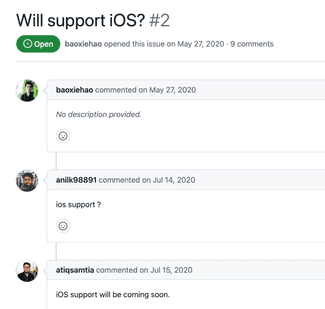 Will support iOS? #2
Open baoxiehao opened this issue on May 27, 2020 · 9 comments
baoxiehao commented on May 27, 2020
No description provided.
anilk98891 commented on Jul 14, 2020
ios support ?
atiqsamtia commented on Jul 15, 2020
iOS support will be coming soon.